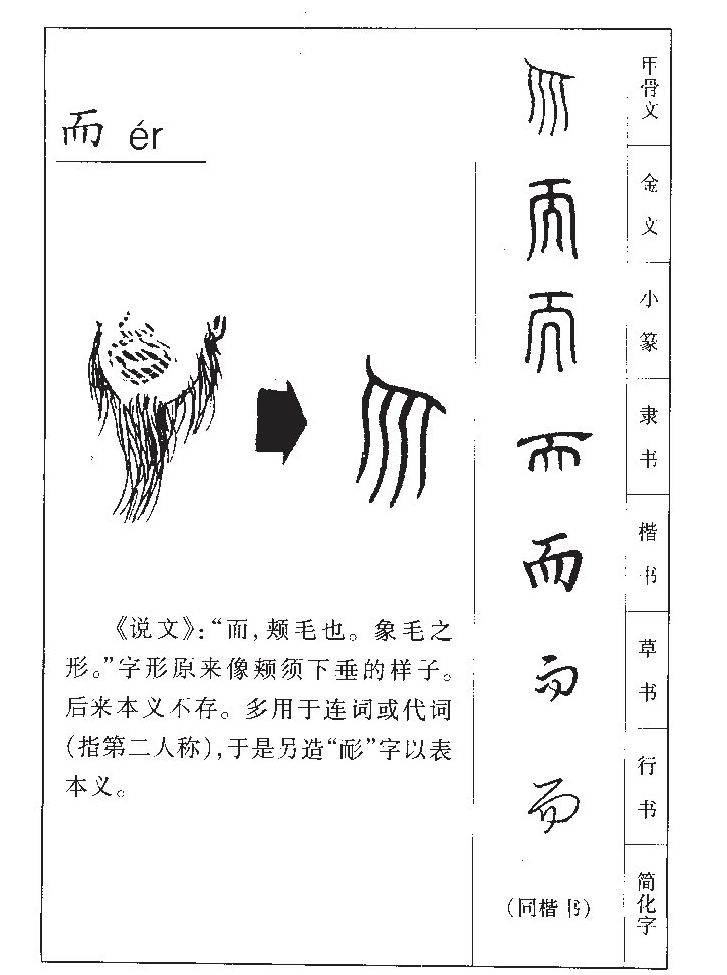 而 ér
《说文》：“而，颊毛也。象毛之
形。”字形原来像颊须下垂的样子。
后来本义不存。多用于连词或代词
（指第二人称），于是另造“耏”字以表
本义。
甲骨文
金文
小篆
隶书
楷书
草书
行书
简化字
（同楷书）